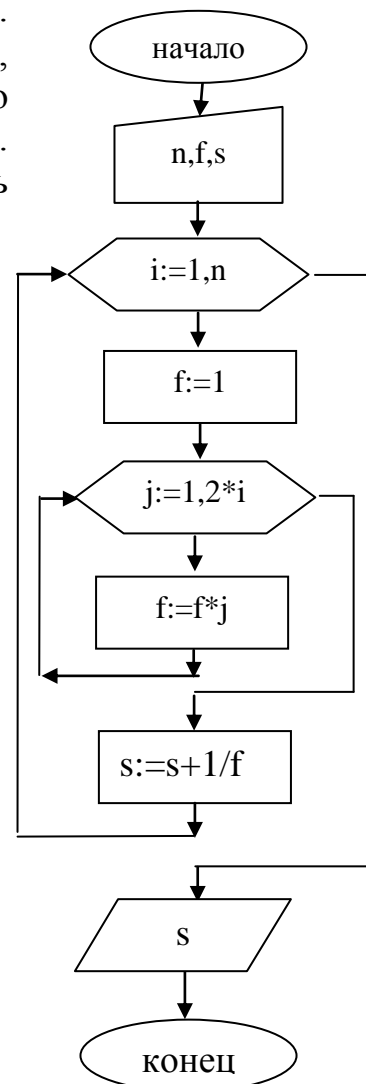 .
,
начало
n,f,s
.
i:=1,n
f:=1
j:=1,2*i
f:=f*j
s:=s+1/f
s
конец